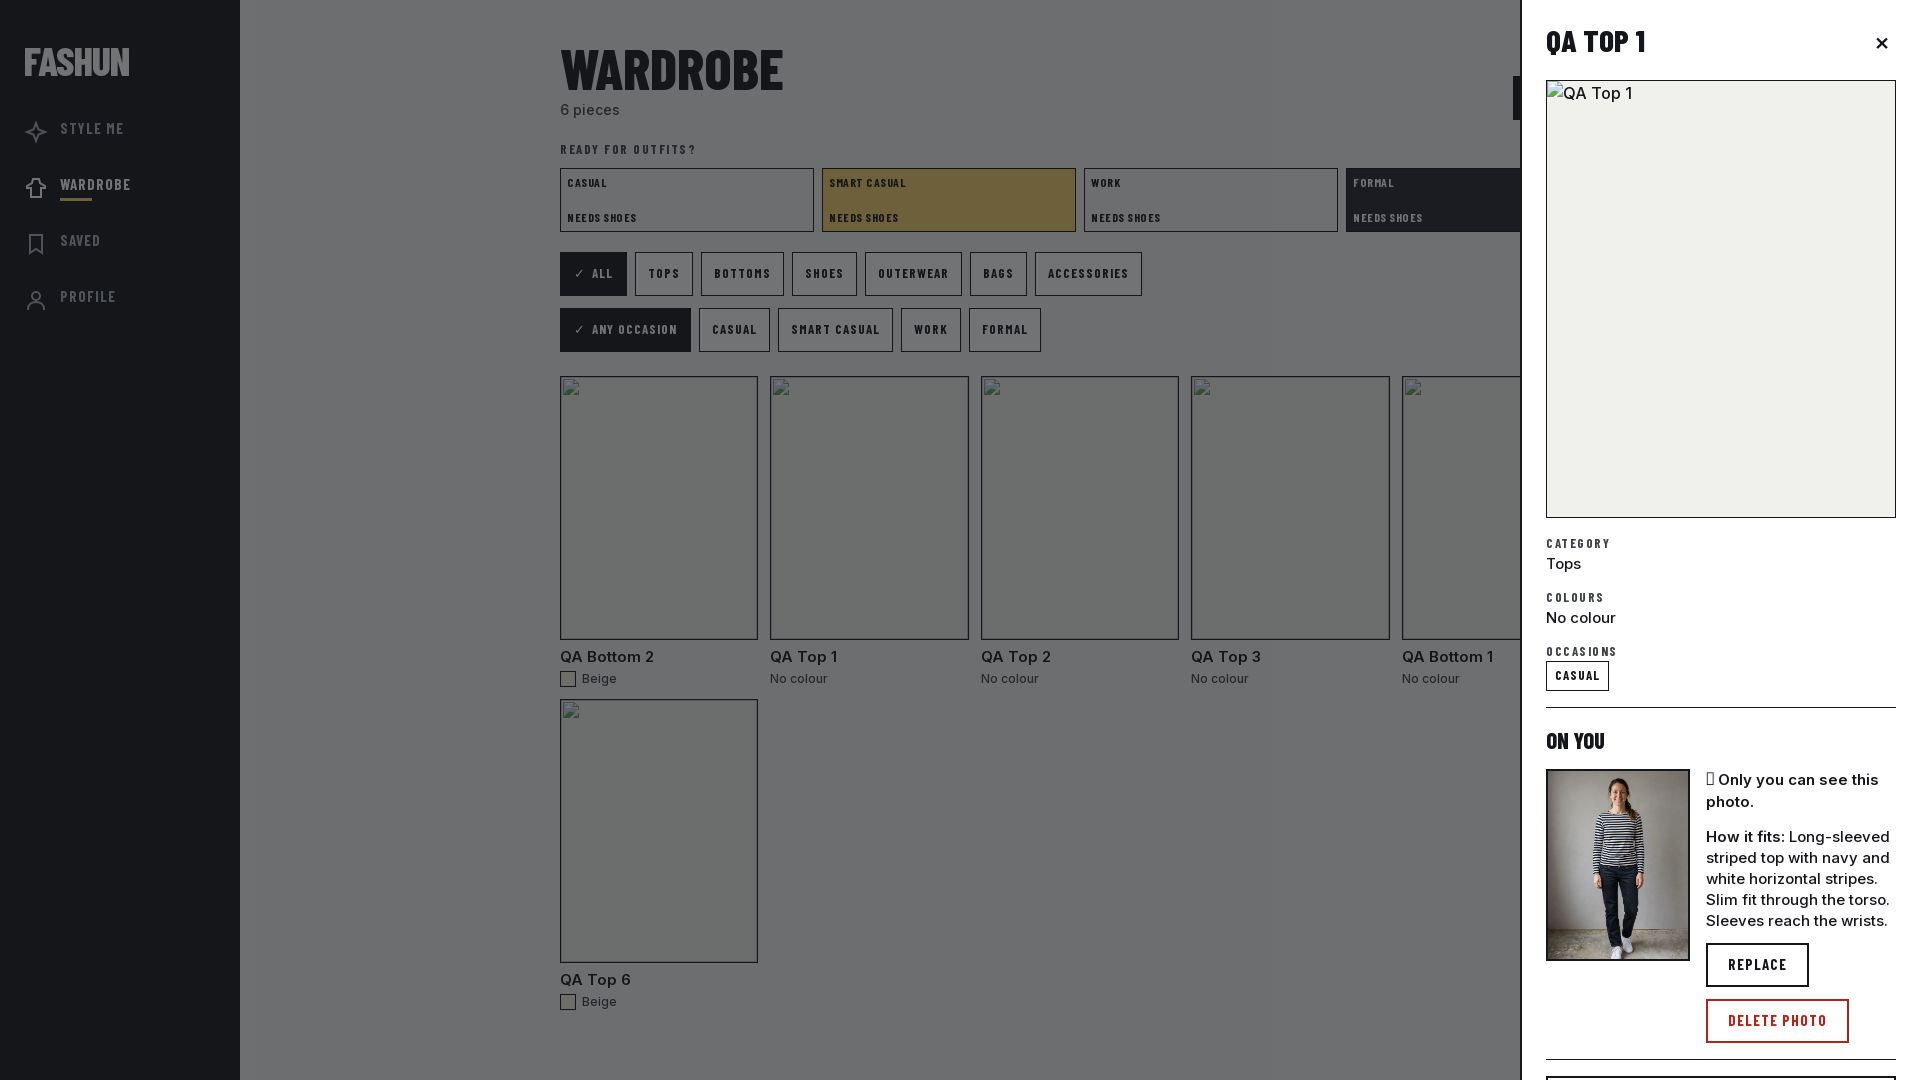 FASHUN
STYLE ME
WARDROBE
SAVED
PROFILE
WARDROBE
6 pieces
READY FOR OUTFITS?
CASUAL
NEEDS SHOES
SMART CASUAL
NEEDS SHOES
WORK
NEEDS SHOES
FORMAL
NEEDS SHOES
✓ ALL
TOPS
BOTTOMS
SHOES
OUTERWEAR
BAGS
ACCESSORIES
✓ ANY OCCASION
CASUAL
SMART CASUAL
WORK
FORMAL
QA Bottom 2
Beige
QA Top 1
No colour
QA Top 2
No colour
QA Top 3
No colour
QA Bottom 1
No colour
QA Top 6
Beige
QA TOP 1
×
QA Top 1
CATEGORY
Tops
COLOURS
No colour
OCCASIONS
CASUAL
ON YOU
Only you can see this
photo.
How it fits: Long-sleeved
striped top with navy and
white horizontal stripes.
Slim fit through the torso.
Sleeves reach the wrists.
REPLACE
DELETE PHOTO